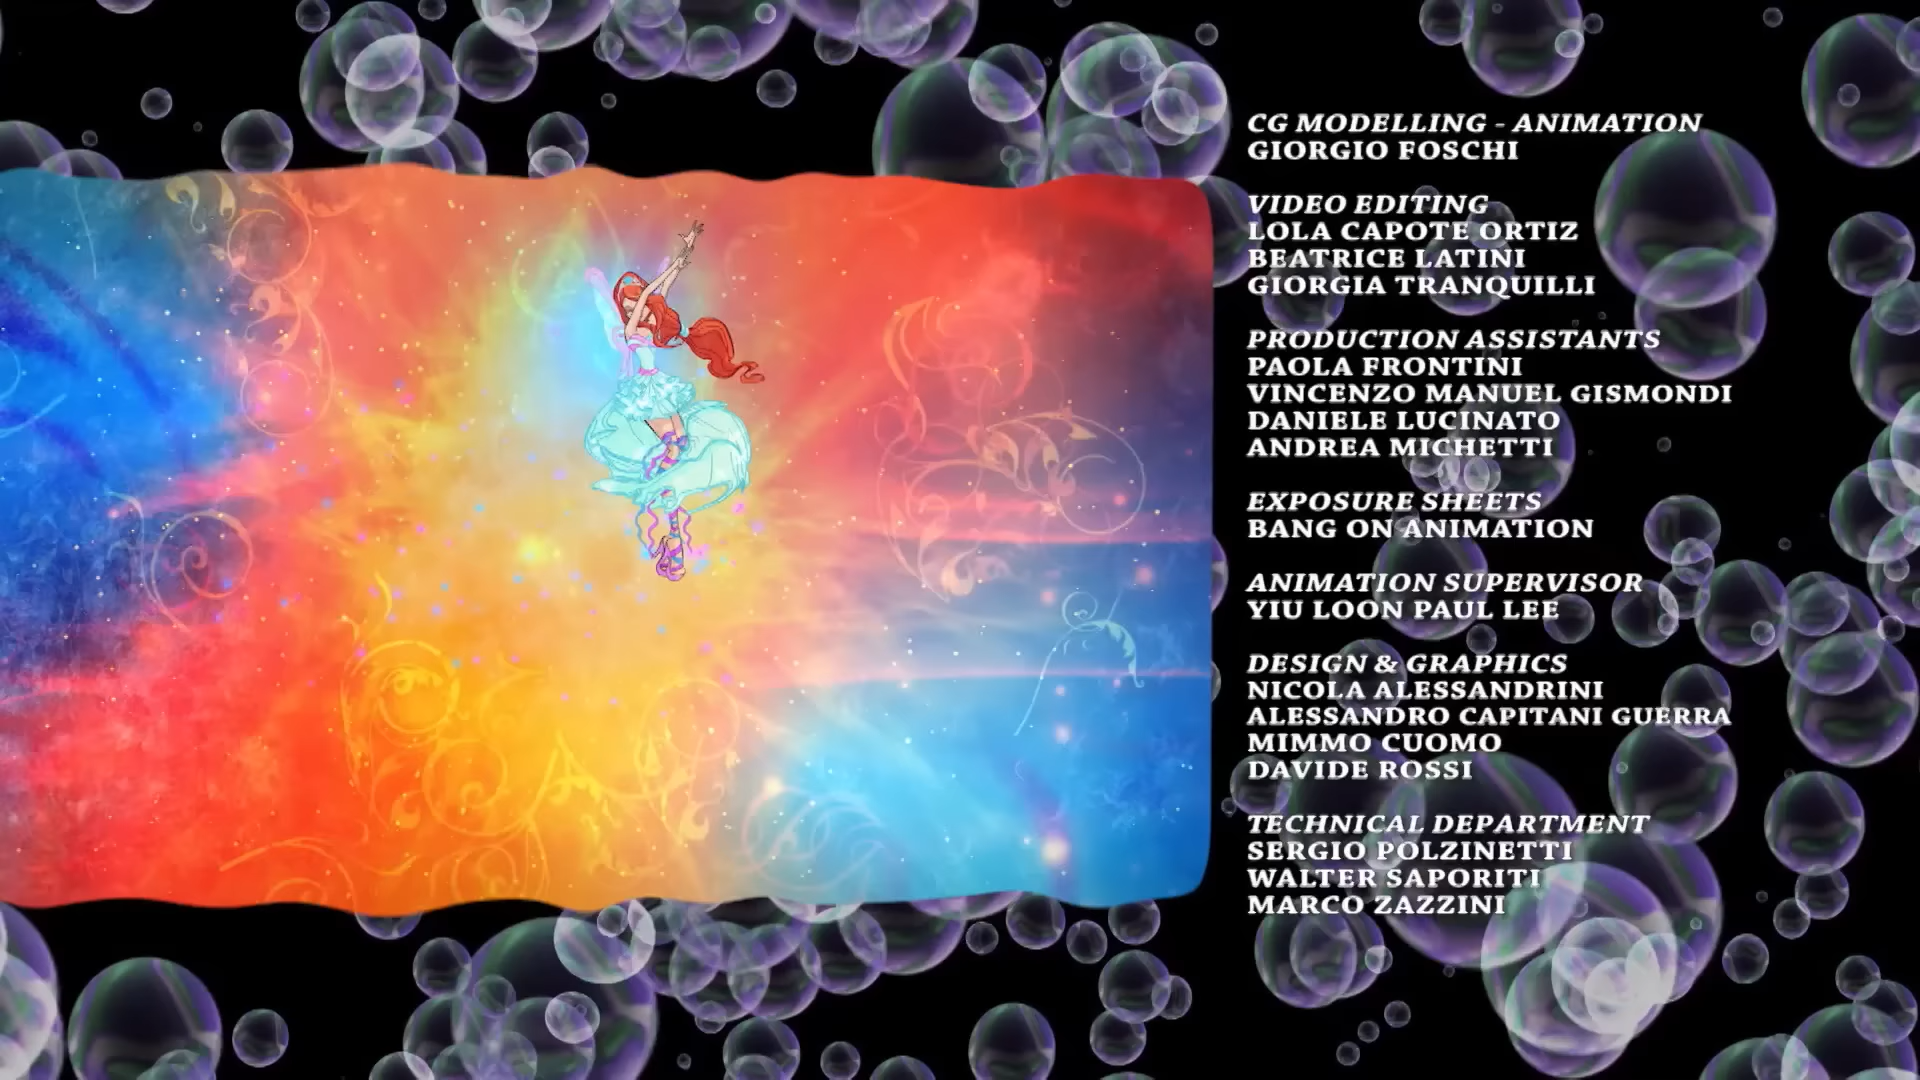 CG MODELLING - ANIMATION
GIORGIO FOSCHI
VIDEO EDITING
LOLA CAPOTE ORTIZ
BEATRICE LATINI
GIORGIA TRANQUILLI
PRODUCTION ASSISTANTS
PAOLA FRONTINI
VINCENZO MANUEL GISMONDI
DANIELE LUCINATO
ANDREA MICHETTI
EXPOSURE SHEETS
BANG ON ANIMATION
ANIMATION SUPERVISOR
YIU LOON PAUL LEE
DESIGN & GRAPHICS
NICOLA ALESSANDRINI
ALESSANDRO CAPITANI GUERRA
MIMMO CUOMO
DAVIDE ROSSI
TECHNICAL DEPARTMENT
SERGIO POLZINETTI
WALTER SAPORITI
MARCO ZAZZINI